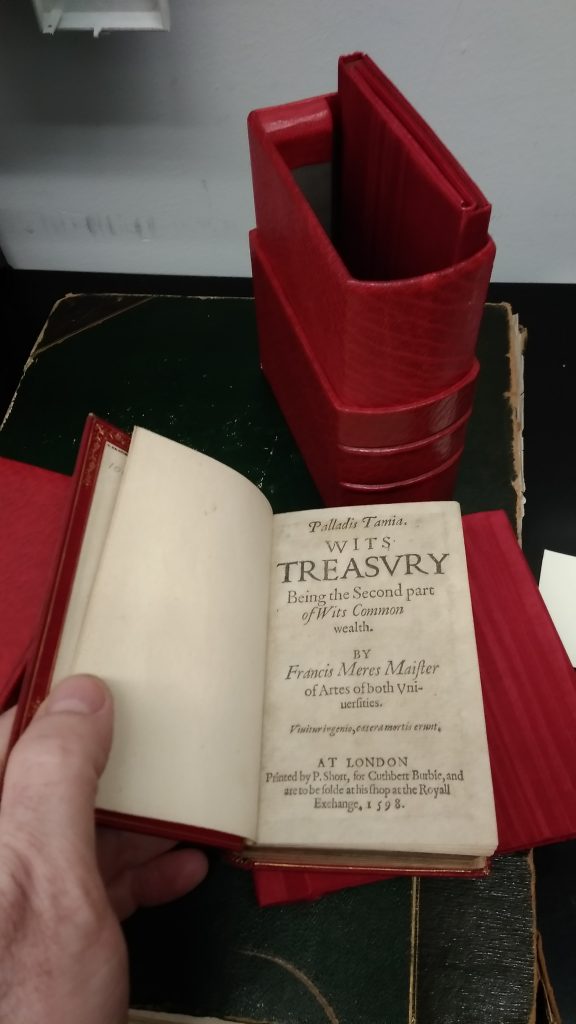 Palladis Tamia.
WITS
TREASVRY
Being the Second part
of Wits Common
wealth.
BY
Francis Meres Maiſter
of Artes of both Vni-
uerſities.
Viuitur ingenio, cætera mortis erunt.
AT LONDON
Printed by P. Short, for Cuthbert Burbie, and
are to be ſolde at his ſhop at the Royall
Exchange, 1598.